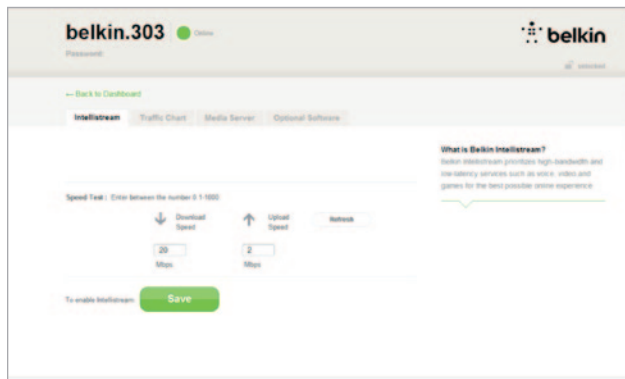 belkin.303 Online
belkin
Password:
unlocked
← Back to Dashboard
Intellistream Traffic Chart Media Server Optional Software
What is Belkin Intellistream?
Belkin Intellistream prioritizes high-bandwidth and
low-latency services such as voice, video and
games for the best possible online experience
Speed Test : Enter between the number 0.1-1000.
Download Speed
Upload Speed
Refresh
20
2
Mbps
Mbps
To enable Intellistream:
Save